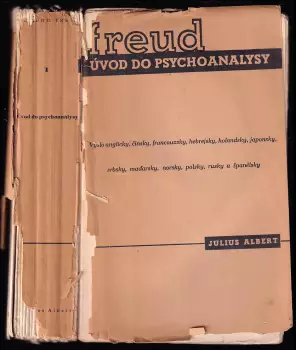 1
Úvod do psychoanalysy
freud
ÚVOD DO PSYCHOANALYSY
Vyšlo anglicky, čínsky, francouzsky, hebrejsky, holandsky, japonsky,
srbsky, maďarsky, norsky, polsky, rusky a španělsky
JULIUS ALBERT